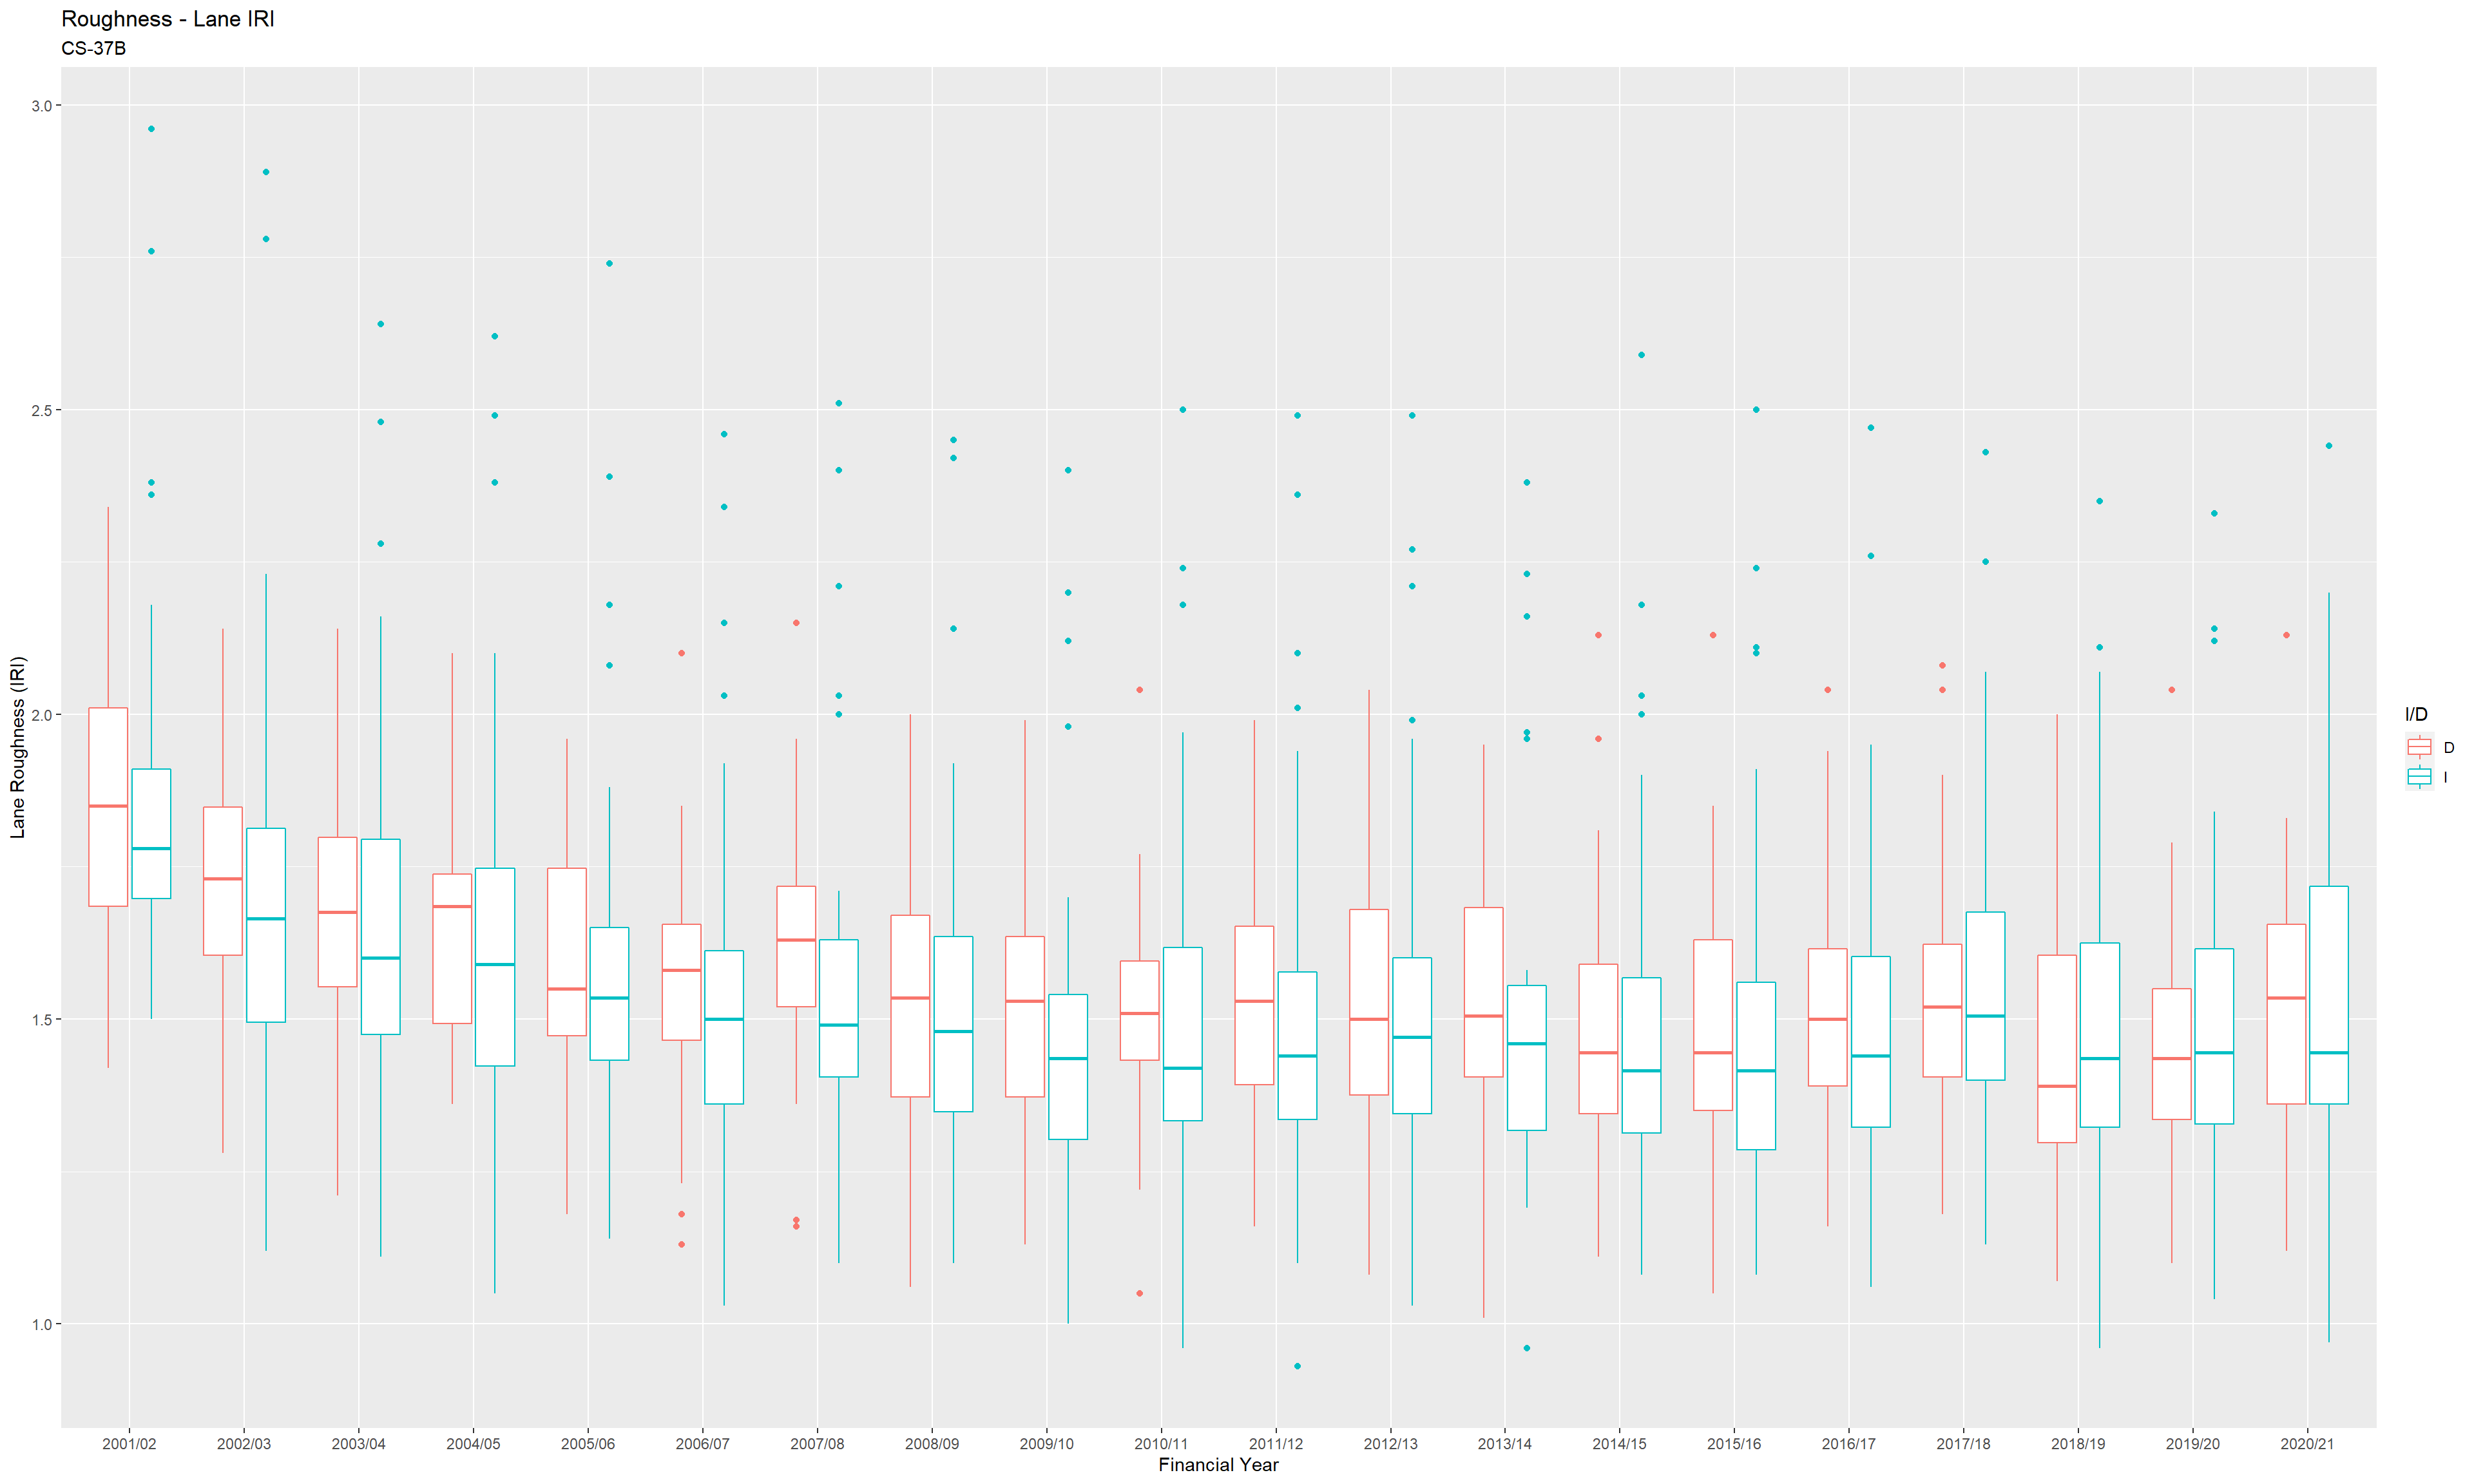 Roughness - Lane IRI
CS-37B
3.0
2.5
2.0
1.5
1.0
Lane Roughness (IRI)
2001/02 2002/03 2003/04 2004/05 2005/06 2006/07 2007/08 2008/09 2009/10 2010/11 2011/12 2012/13 2013/14 2014/15 2015/16 2016/17 2017/18 2018/19 2019/20 2020/21
Financial Year
I/D
D
I